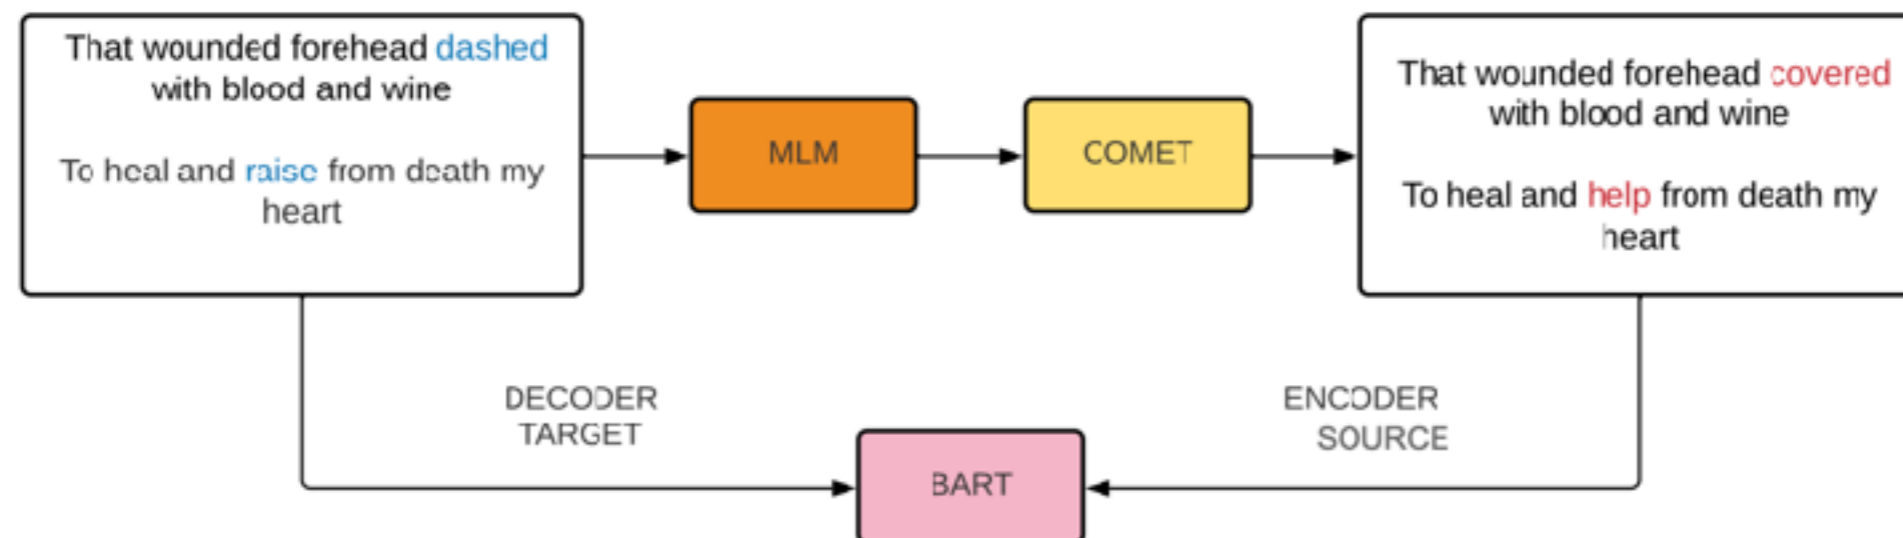 That wounded forehead dashed
with blood and wine
To heal and raise from death my
heart
MLM
COMET
That wounded forehead covered
with blood and wine
To heal and help from death my
heart
DECODER
TARGET
ENCODER
SOURCE
BART